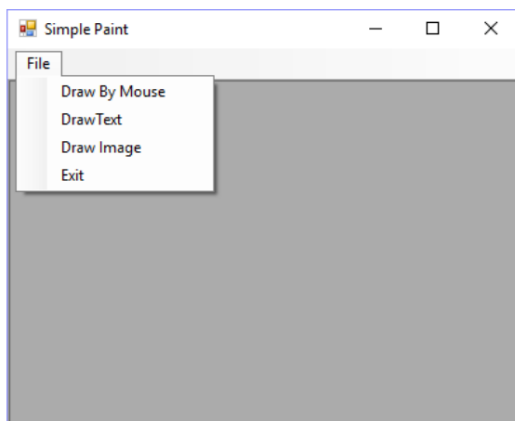 Simple Paint
File
Draw By Mouse
DrawText
Draw Image
Exit